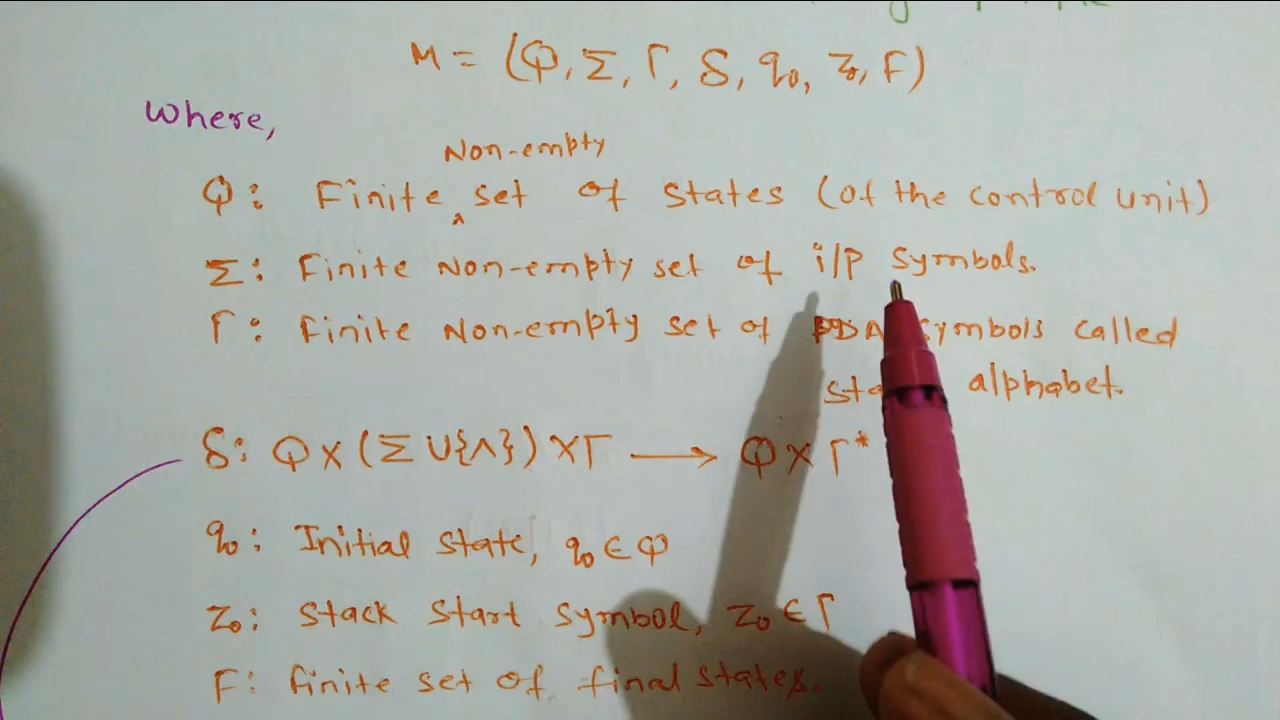 M = (Q, Σ, Γ, δ, q₀, z₀, F)
Where,
Non-empty
Q: Finite ^ set of states (of the control unit)
Σ: Finite Non-empty set of i/p symbols.
Γ: Finite Non-empty set of PDA symbols called
alphabet.
δ: Q X (Σ U{Λ}) X Γ ⟶ Q X Γ*
q₀: Initial state, q₀ ∈ Q
Z₀: Stack Start Symbol, Z₀ ∈ Γ
F: finite set of final states.